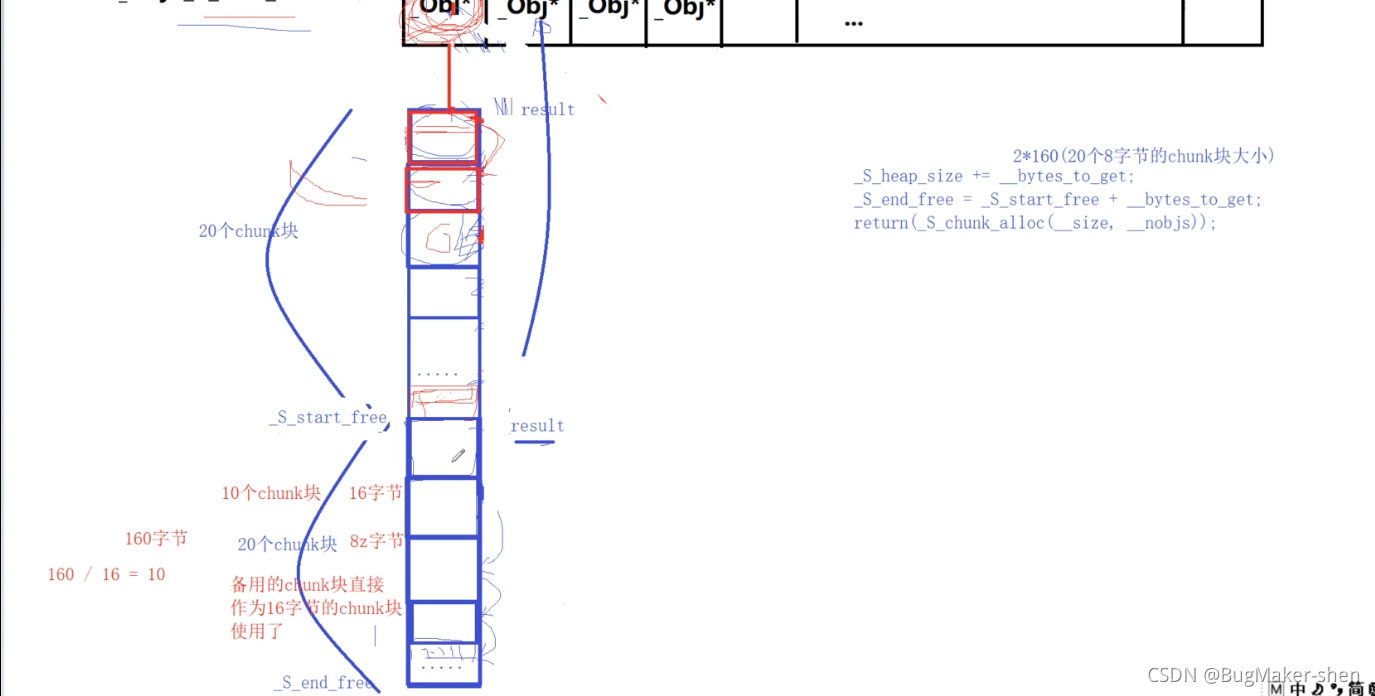 _Obj* _Obj* _Obj* _Obj*
...
result
2*160(20个8字节的chunk块大小)
_S_heap_size += __bytes_to_get;
_S_end_free = _S_start_free + __bytes_to_get;
return(_S_chunk_alloc(__size, __nobjs));
20个chunk块
.....
_S_start_free
result
10个chunk块 16字节
160字节
20个chunk块 8z字节
160 / 16 = 10
备用的chunk块直接
作为16字节的chunk块
使用了
.....
_S_end_free
CSDN @BugMaker-shen
M 中 简